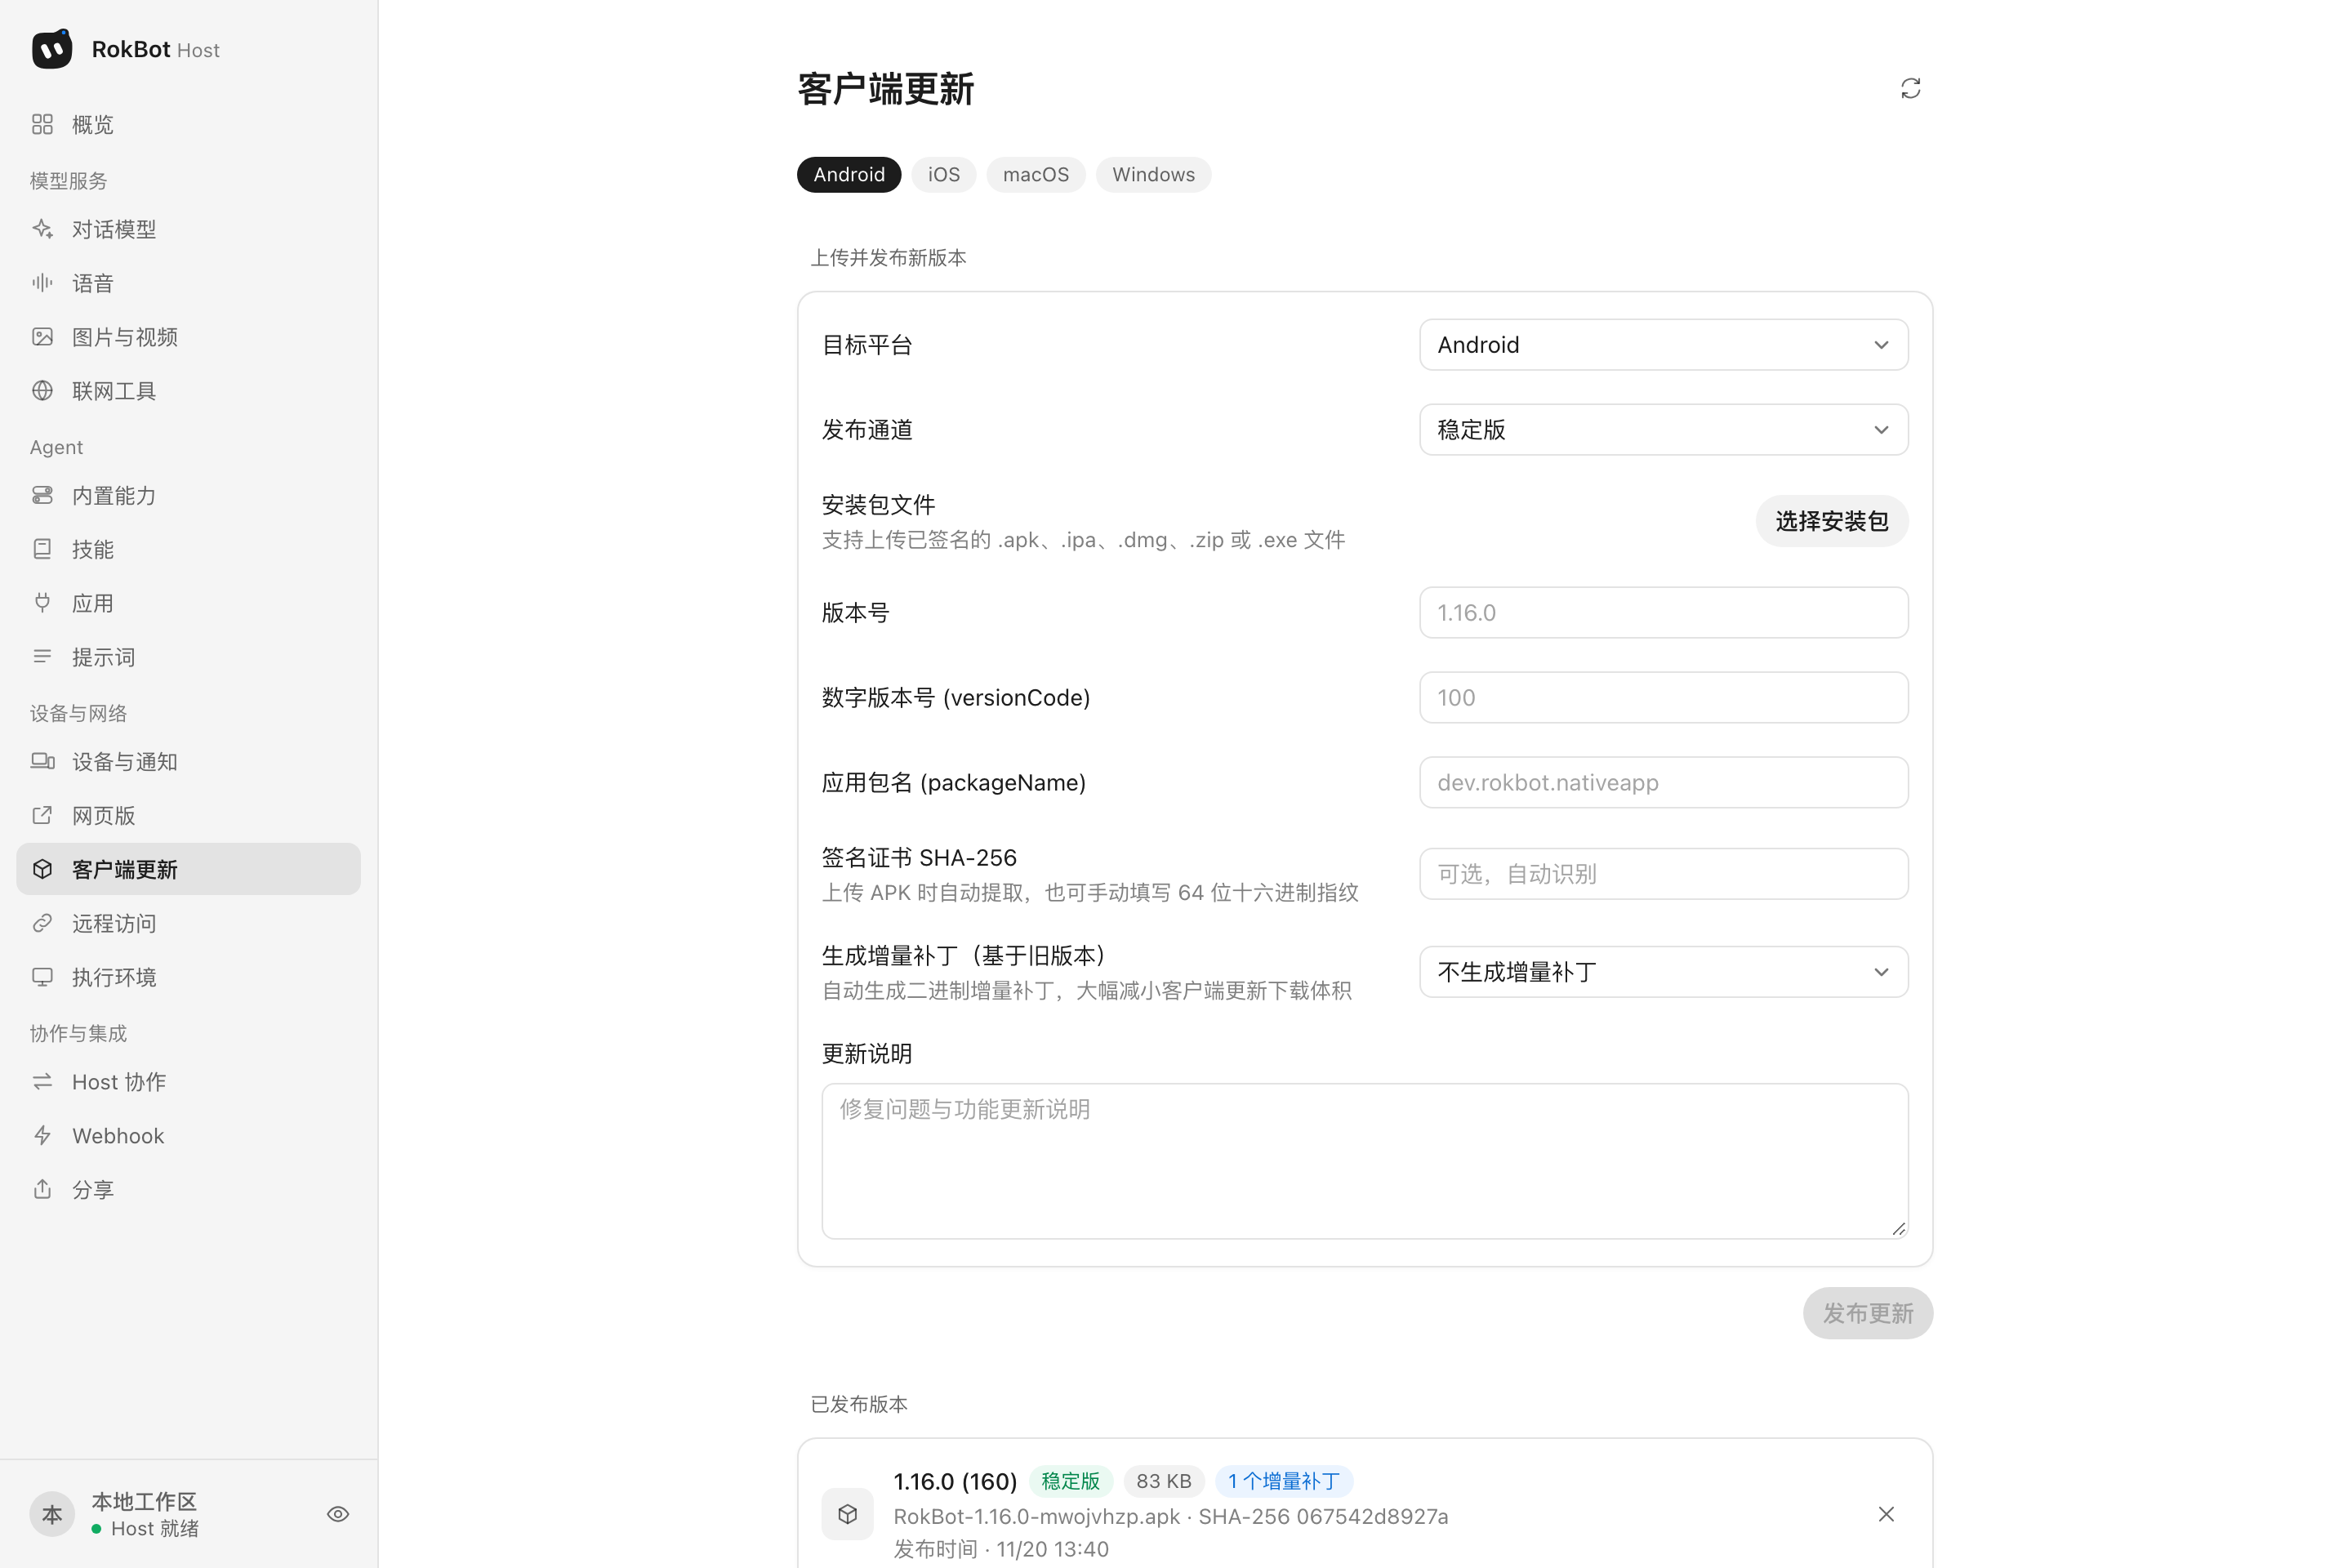 RokBot Host
概览
模型服务
对话模型
语音
图片与视频
联网工具
Agent
内置能力
技能
应用
提示词
设备与网络
设备与通知
网页版
客户端更新
远程访问
执行环境
协作与集成
Host 协作
Webhook
分享
本
本地工作区
Host 就绪
客户端更新
Android
iOS
macOS
Windows
上传并发布新版本
目标平台
Android
发布通道
稳定版
安装包文件
支持上传已签名的 .apk、.ipa、.dmg、.zip 或 .exe 文件
选择安装包
版本号
1.16.0
数字版本号 (versionCode)
100
应用包名 (packageName)
dev.rokbot.nativeapp
签名证书 SHA-256
上传 APK 时自动提取，也可手动填写 64 位十六进制指纹
可选，自动识别
生成增量补丁（基于旧版本）
自动生成二进制增量补丁，大幅减小客户端更新下载体积
不生成增量补丁
更新说明
修复问题与功能更新说明
发布更新
已发布版本
1.16.0 (160) 稳定版 83 KB 1 个增量补丁
RokBot-1.16.0-mwojvhzp.apk · SHA-256 067542d8927a
发布时间 · 11/20 13:40